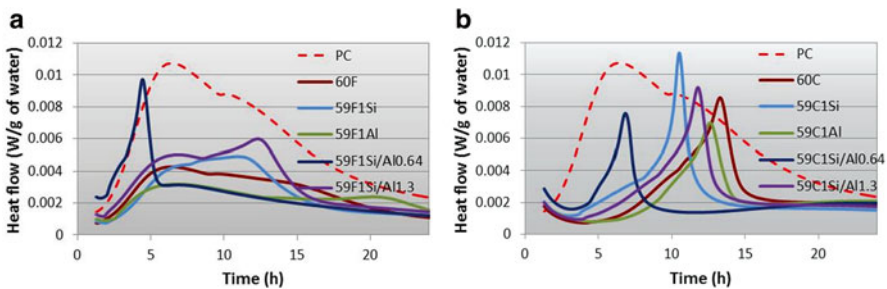 a
Heat flow (W/g of water)
0.012
0.01
0.008
0.006
0.004
0.002
0
0
5
10
15
20
Time (h)
PC
60F
59F1Si
59F1Al
59F1Si/Al0.64
59F1Si/Al1.3
b
Heat flow (W/g of water)
0.012
0.01
0.008
0.006
0.004
0.002
0
0
5
10
15
20
Time (h)
PC
60C
59C1Si
59C1Al
59C1Si/Al0.64
59C1Si/Al1.3